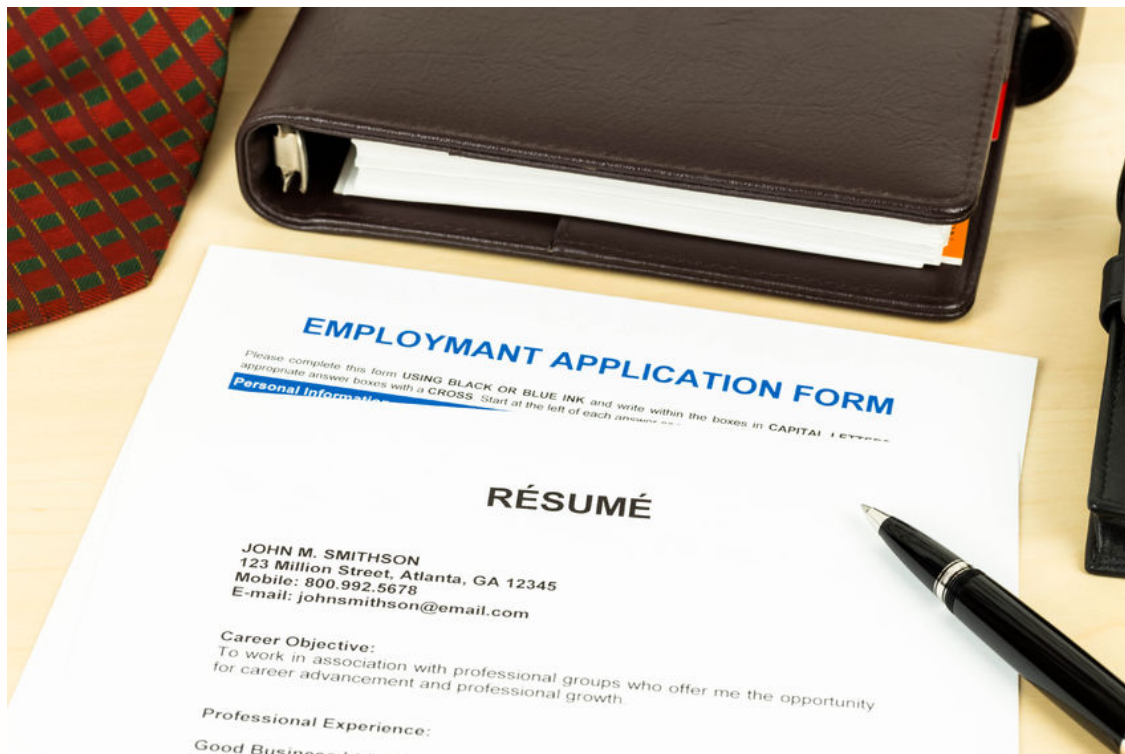 EMPLOYMANT APPLICATION FORM
Please complete this form USING BLACK OR BLUE INK and write within the boxes in CAPITAL LETTERS
appropriate answer boxes with a CROSS Start at the left of each answer
Personal Information
RÉSUMÉ
JOHN M. SMITHSON
123 Million Street, Atlanta, GA 12345
Mobile: 800.992.5678
E-mail: johnsmithson@email.com
Career Objective:
To work in association with professional groups who offer me the opportunity
for career advancement and professional growth.
Professional Experience:
Good Business